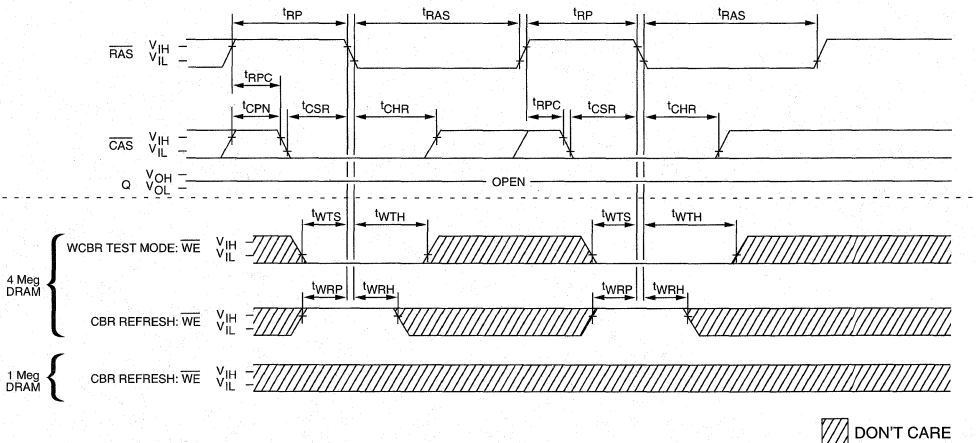 tRP tRAS tRP tRAS
RAS VIH
VIL
tRPC
tCPN tCSR tCHR tRPC tCSR tCHR
CAS VIH
VIL
Q VOH
VOL
OPEN
tWTS tWTH tWTS tWTH
WCBR TEST MODE: WE VIH
VIL
4 Meg
DRAM
tWRP tWRH tWRP tWRH
CBR REFRESH: WE VIH
VIL
1 Meg
DRAM
CBR REFRESH: WE VIH
VIL
DON'T CARE